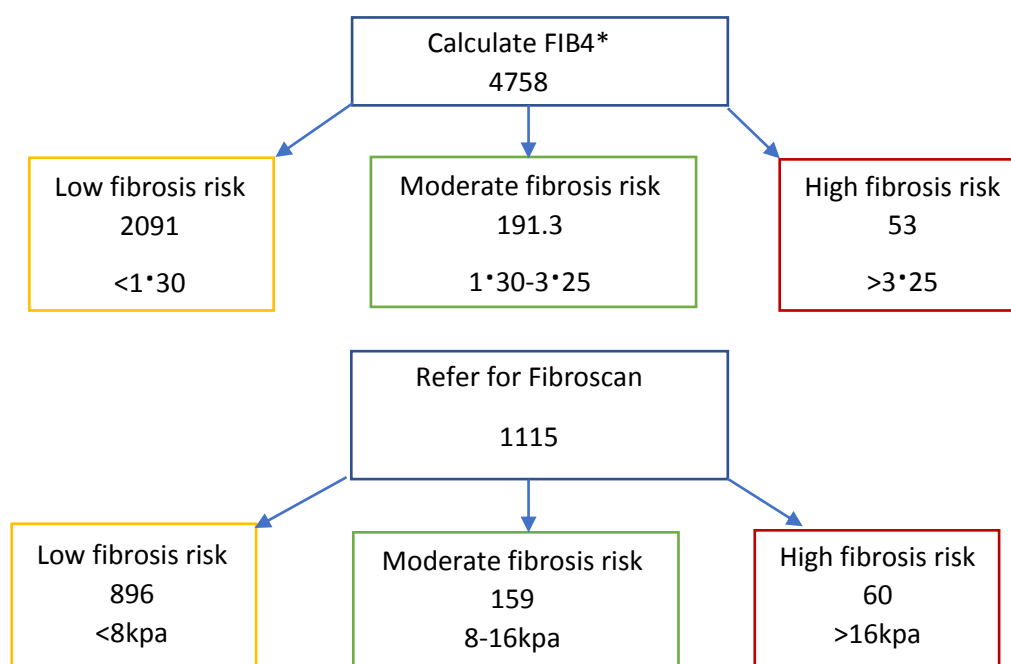 Calculate FIB4*
4758
Low fibrosis risk
2091
<1·30
Moderate fibrosis risk
191.3
1·30-3·25
High fibrosis risk
53
>3·25
Refer for Fibroscan
1115
Low fibrosis risk
896
<8kpa
Moderate fibrosis risk
159
8-16kpa
High fibrosis risk
60
>16kpa